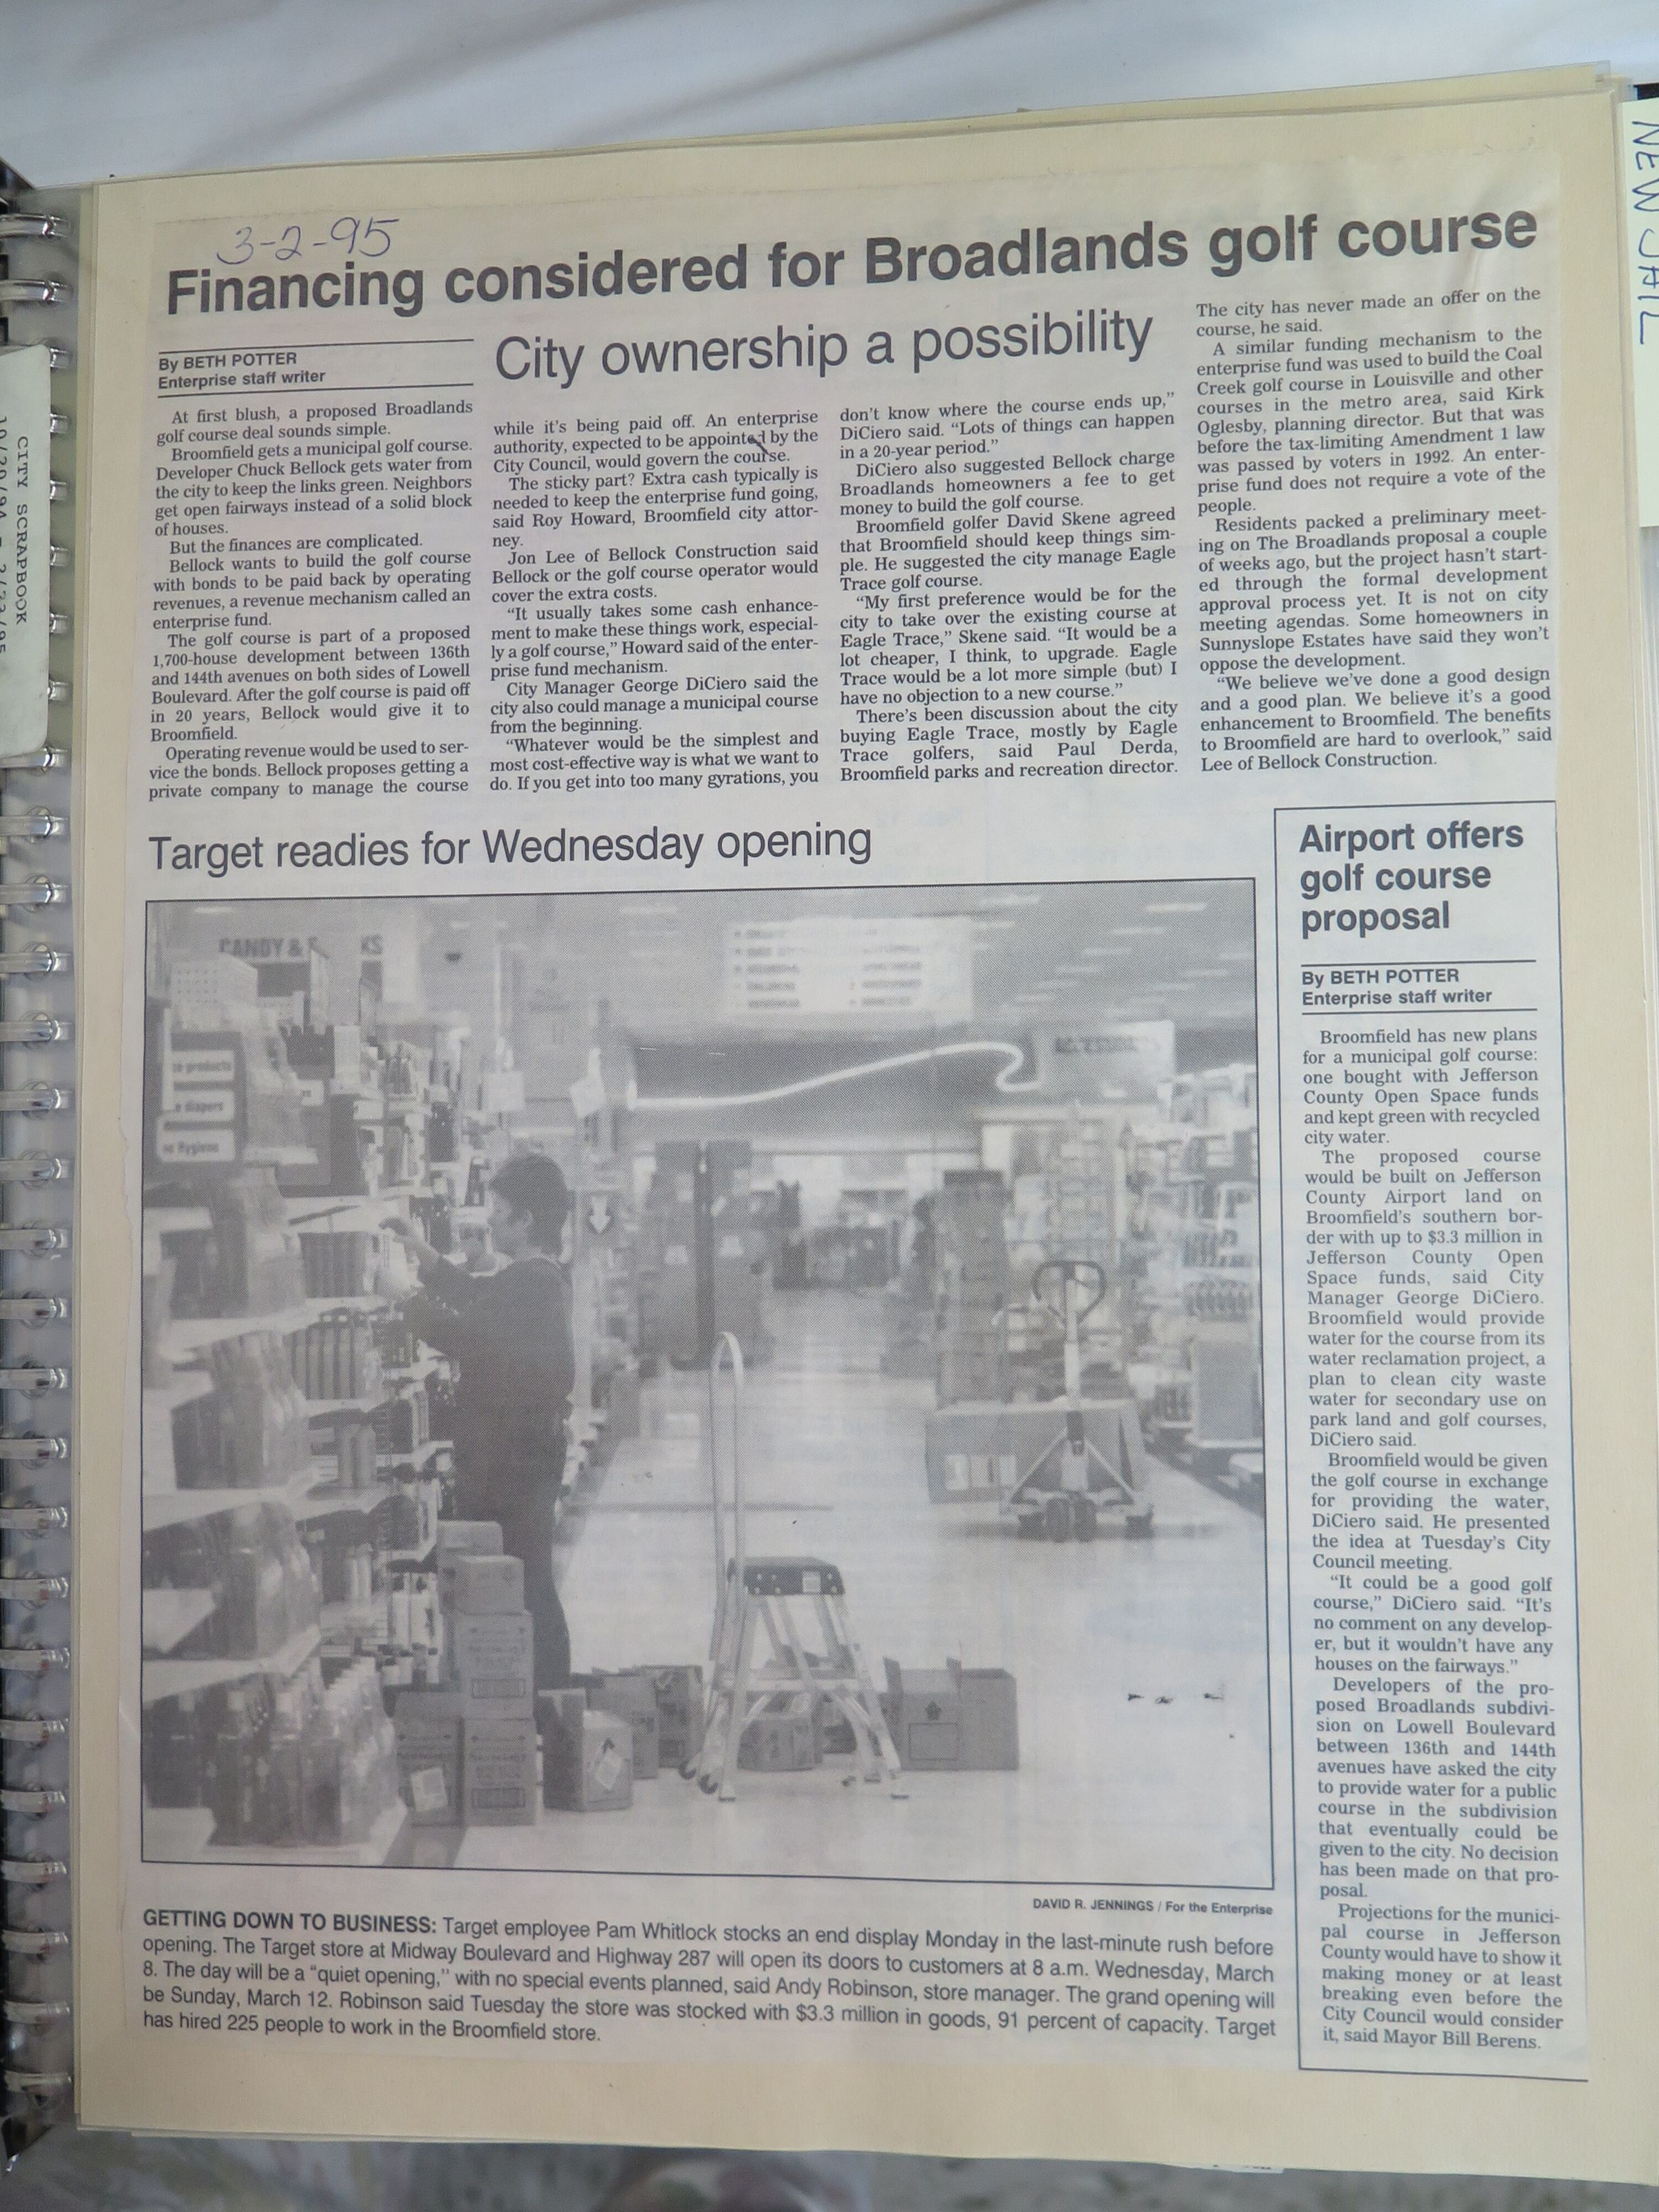 3-2-95
Financing considered for Broadlands golf course
City ownership a possibility
By BETH POTTER
Enterprise staff writer
At first blush, a proposed Broadlands
golf course deal sounds simple.
Broomfield gets a municipal golf course.
Developer Chuck Bellock gets water from
the city to keep the links green. Neighbors
get open fairways instead of a solid block
of houses.
But the finances are complicated.
Bellock wants to build the golf course
with bonds to be paid back by operating
revenues, a revenue mechanism called an
enterprise fund.
The golf course is part of a proposed
1,700-house development between 136th
and 144th avenues on both sides of Lowell
Boulevard. After the golf course is paid off
in 20 years, Bellock would give it to
Broomfield.
Operating revenue would be used to ser-
vice the bonds. Bellock proposes getting a
private company to manage the course
while it's being paid off. An enterprise
authority, expected to be appointed by the
City Council, would govern the course.
The sticky part? Extra cash typically is
needed to keep the enterprise fund going,
said Roy Howard, Broomfield city attor-
ney.
Jon Lee of Bellock Construction said
Bellock or the golf course operator would
cover the extra costs.
"It usually takes some cash enhance-
ment to make these things work, especial-
ly a golf course," Howard said of the enter-
prise fund mechanism.
City Manager George DiCiero said the
city also could manage a municipal course
from the beginning.
"Whatever would be the simplest and
most cost-effective way is what we want to
do. If you get into too many gyrations, you
don't know where the course ends up,"
DiCiero said. "Lots of things can happen
in a 20-year period."
DiCiero also suggested Bellock charge
Broadlands homeowners a fee to get
money to build the golf course.
Broomfield golfer David Skene agreed
that Broomfield should keep things sim-
ple. He suggested the city manage Eagle
Trace golf course.
"My first preference would be for the
city to take over the existing course at
Eagle Trace," Skene said. "It would be a
lot cheaper, I think, to upgrade. Eagle
Trace would be a lot more simple (but) I
have no objection to a new course."
There's been discussion about the city
buying Eagle Trace, mostly by Eagle
Trace golfers, said Paul Derda,
Broomfield parks and recreation director.
The city has never made an offer on the
course, he said.
A similar funding mechanism to the
enterprise fund was used to build the Coal
Creek golf course in Louisville and other
courses in the metro area, said Kirk
Oglesby, planning director. But that was
before the tax-limiting Amendment 1 law
was passed by voters in 1992. An enter-
prise fund does not require a vote of the
people.
Residents packed a preliminary meet-
ing on The Broadlands proposal a couple
of weeks ago, but the project hasn't start-
ed through the formal development
approval process yet. It is not on city
meeting agendas. Some homeowners in
Sunnyslope Estates have said they won't
oppose the development.
"We believe we've done a good design
and a good plan. We believe it's a good
enhancement to Broomfield. The benefits
to Broomfield are hard to overlook," said
Lee of Bellock Construction.
Target readies for Wednesday opening
CANDY &
DAVID R. JENNINGS / For the Enterprise
GETTING DOWN TO BUSINESS: Target employee Pam Whitlock stocks an end display Monday in the last-minute rush before
opening. The Target store at Midway Boulevard and Highway 287 will open its doors to customers at 8 a.m. Wednesday, March
8. The day will be a "quiet opening," with no special events planned, said Andy Robinson, store manager. The grand opening will
be Sunday, March 12. Robinson said Tuesday the store was stocked with $3.3 million in goods, 91 percent of capacity. Target
has hired 225 people to work in the Broomfield store.
Airport offers
golf course
proposal
By BETH POTTER
Enterprise staff writer
Broomfield has new plans
for a municipal golf course:
one bought with Jefferson
County Open Space funds
and kept green with recycled
city water.
The proposed course
would be built on Jefferson
County Airport land on
Broomfield's southern bor-
der with up to $3.3 million in
Jefferson County Open
Space funds, said City
Manager George DiCiero.
Broomfield would provide
water for the course from its
water reclamation project, a
plan to clean city waste
water for secondary use on
park land and golf courses,
DiCiero said.
Broomfield would be given
the golf course in exchange
for providing the water,
DiCiero said. He presented
the idea at Tuesday's City
Council meeting.
"It could be a good golf
course," DiCiero said. "It's
no comment on any develop-
er, but it wouldn't have any
houses on the fairways."
Developers of the pro-
posed Broadlands subdivi-
sion on Lowell Boulevard
between 136th and 144th
avenues have asked the city
to provide water for a public
course in the subdivision
that eventually could be
given to the city. No decision
has been made on that pro-
posal.
Projections for the munici-
pal course in Jefferson
County would have to show it
making money or at least
breaking even before the
City Council would consider
it, said Mayor Bill Berens.
NEW JAIL
CITY SCRAPBOOK